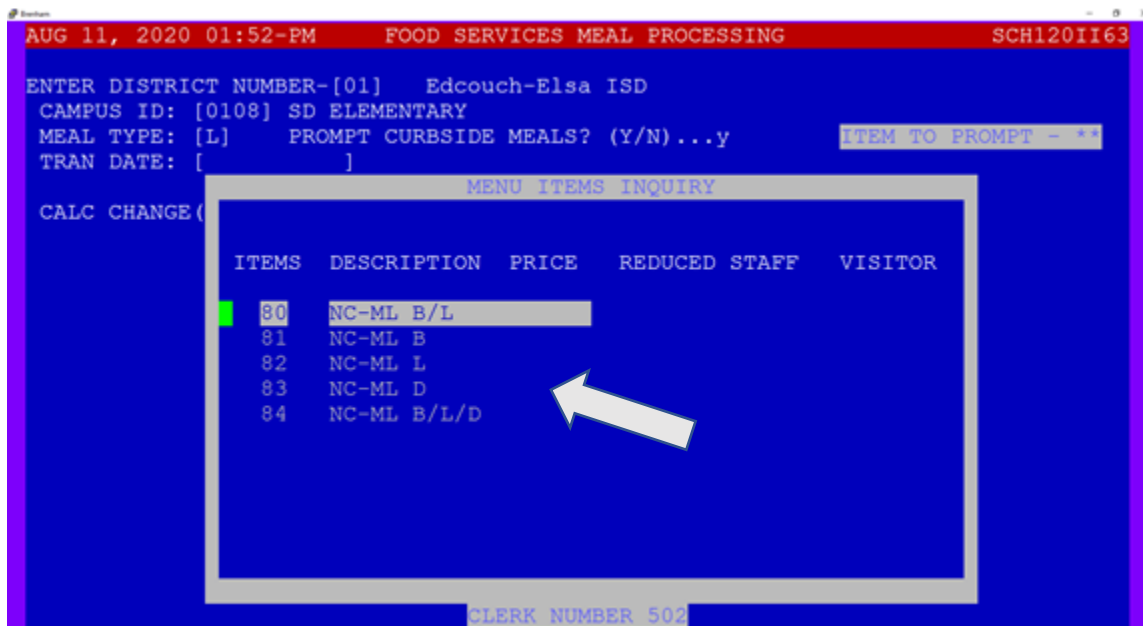 Brenham
AUG 11, 2020 01:52-PM FOOD SERVICES MEAL PROCESSING SCH120II63
ENTER DISTRICT NUMBER-[01] Edcouch-Elsa ISD
CAMPUS ID: [0108] SD ELEMENTARY
MEAL TYPE: [L] PROMPT CURBSIDE MEALS? (Y/N)...y ITEM TO PROMPT - **
TRAN DATE: [ ]
MENU ITEMS INQUIRY
CALC CHANGE(
ITEMS DESCRIPTION PRICE REDUCED STAFF VISITOR
80 NC-ML B/L
81 NC-ML B
82 NC-ML L
83 NC-ML D
84 NC-ML B/L/D
CLERK NUMBER 502